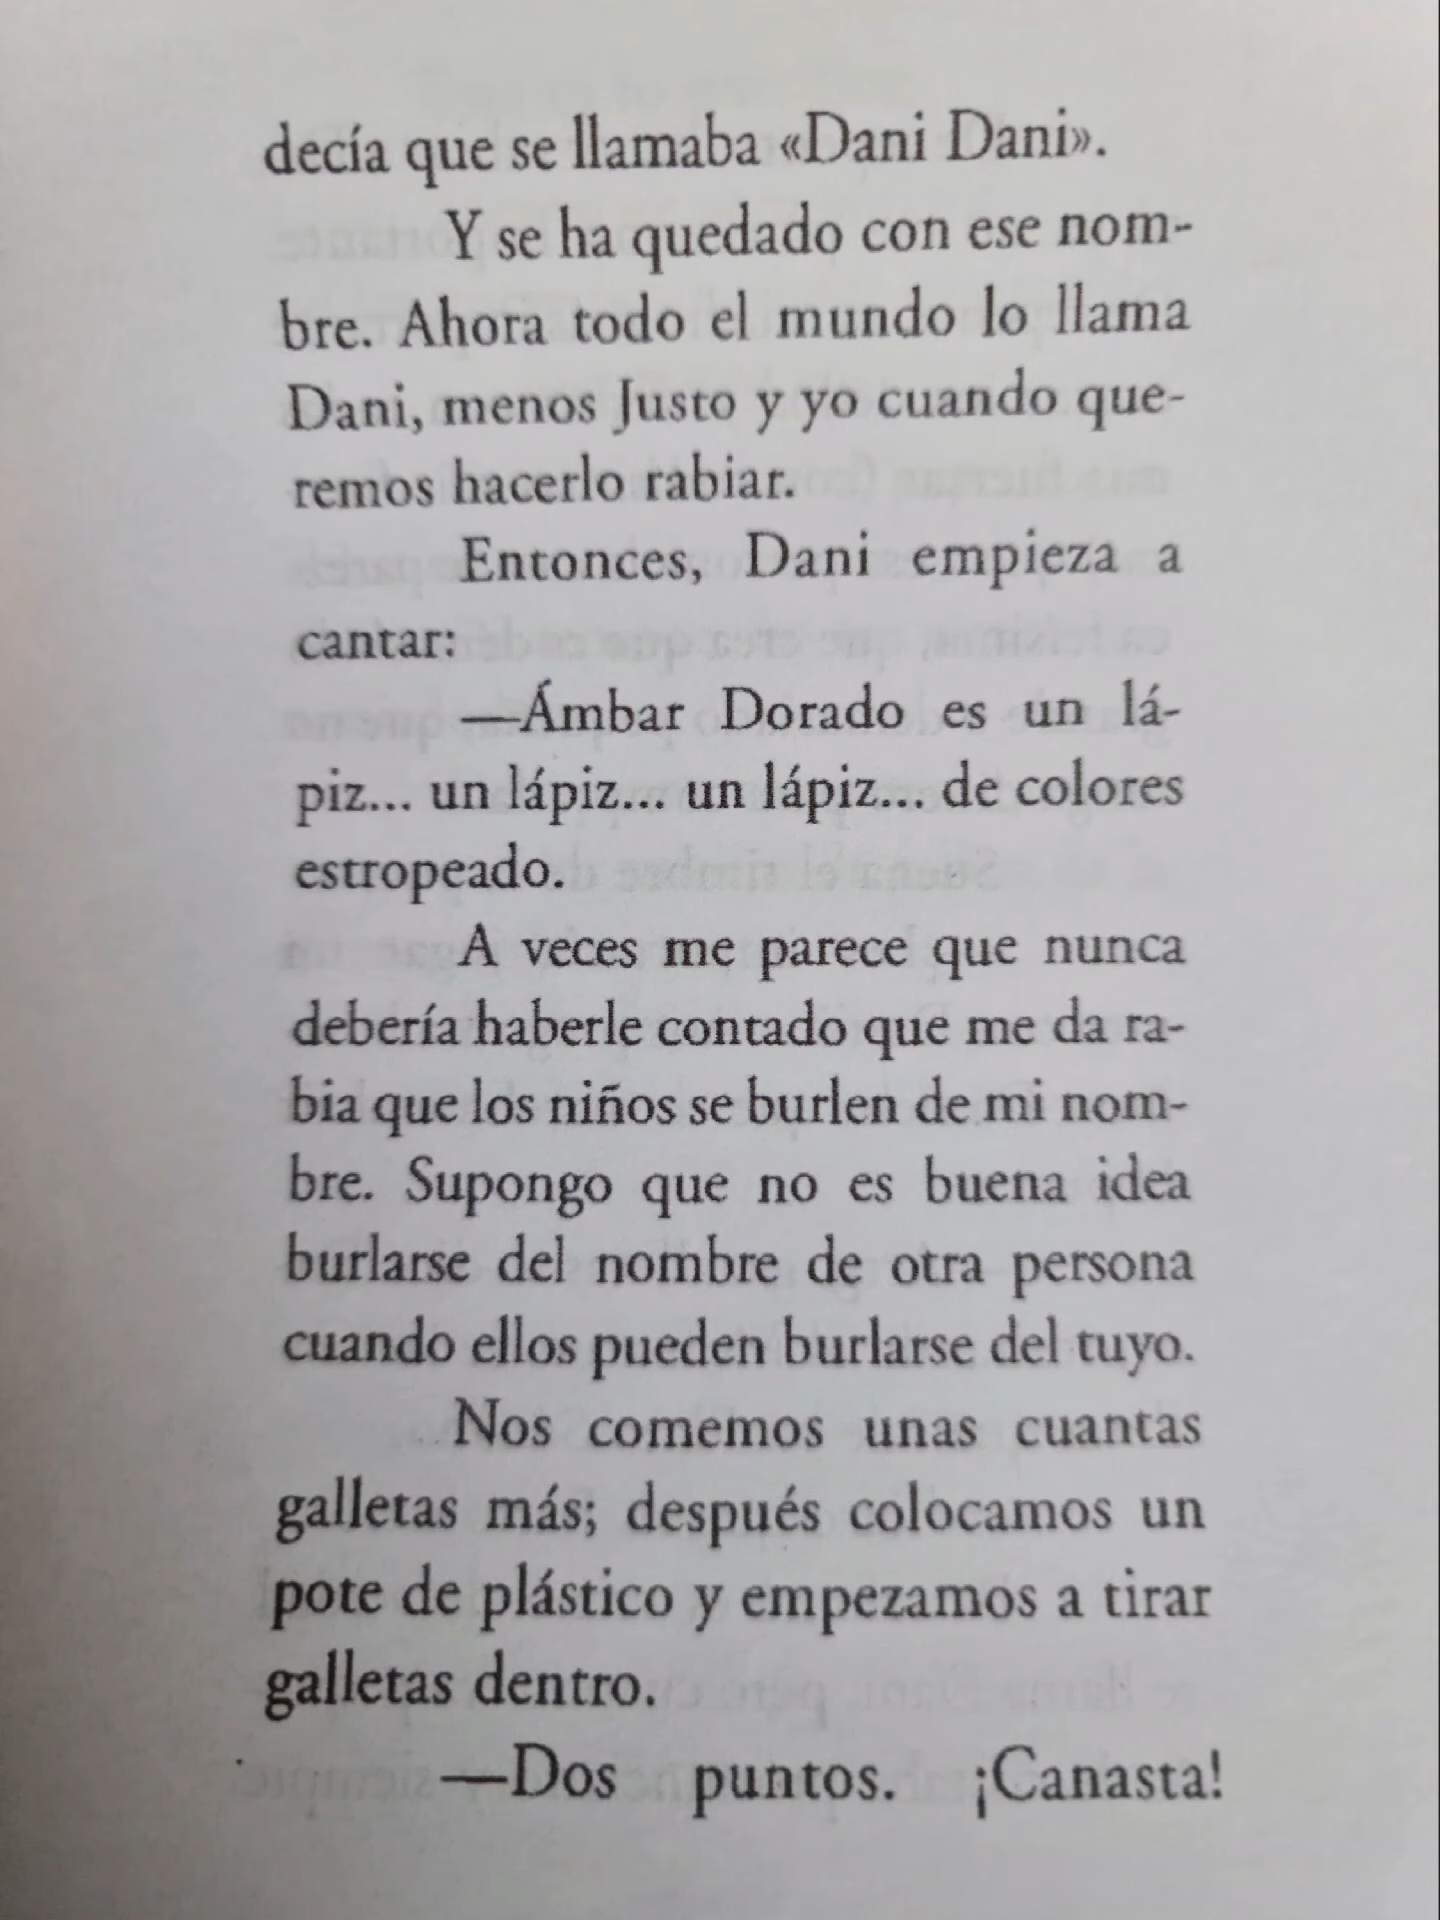 decía que se llamaba «Dani Dani».
Y se ha quedado con ese nom-
bre. Ahora todo el mundo lo llama
Dani, menos Justo y yo cuando que-
remos hacerlo rabiar.
Entonces, Dani empieza a
cantar:
—Ámbar Dorado es un lá-
piz... un lápiz... un lápiz... de colores
estropeado.
A veces me parece que nunca
debería haberle contado que me da ra-
bia que los niños se burlen de mi nom-
bre. Supongo que no es buena idea
burlarse del nombre de otra persona
cuando ellos pueden burlarse del tuyo.
Nos comemos unas cuantas
galletas más; después colocamos un
pote de plástico y empezamos a tirar
galletas dentro.
—Dos puntos. ¡Canasta!